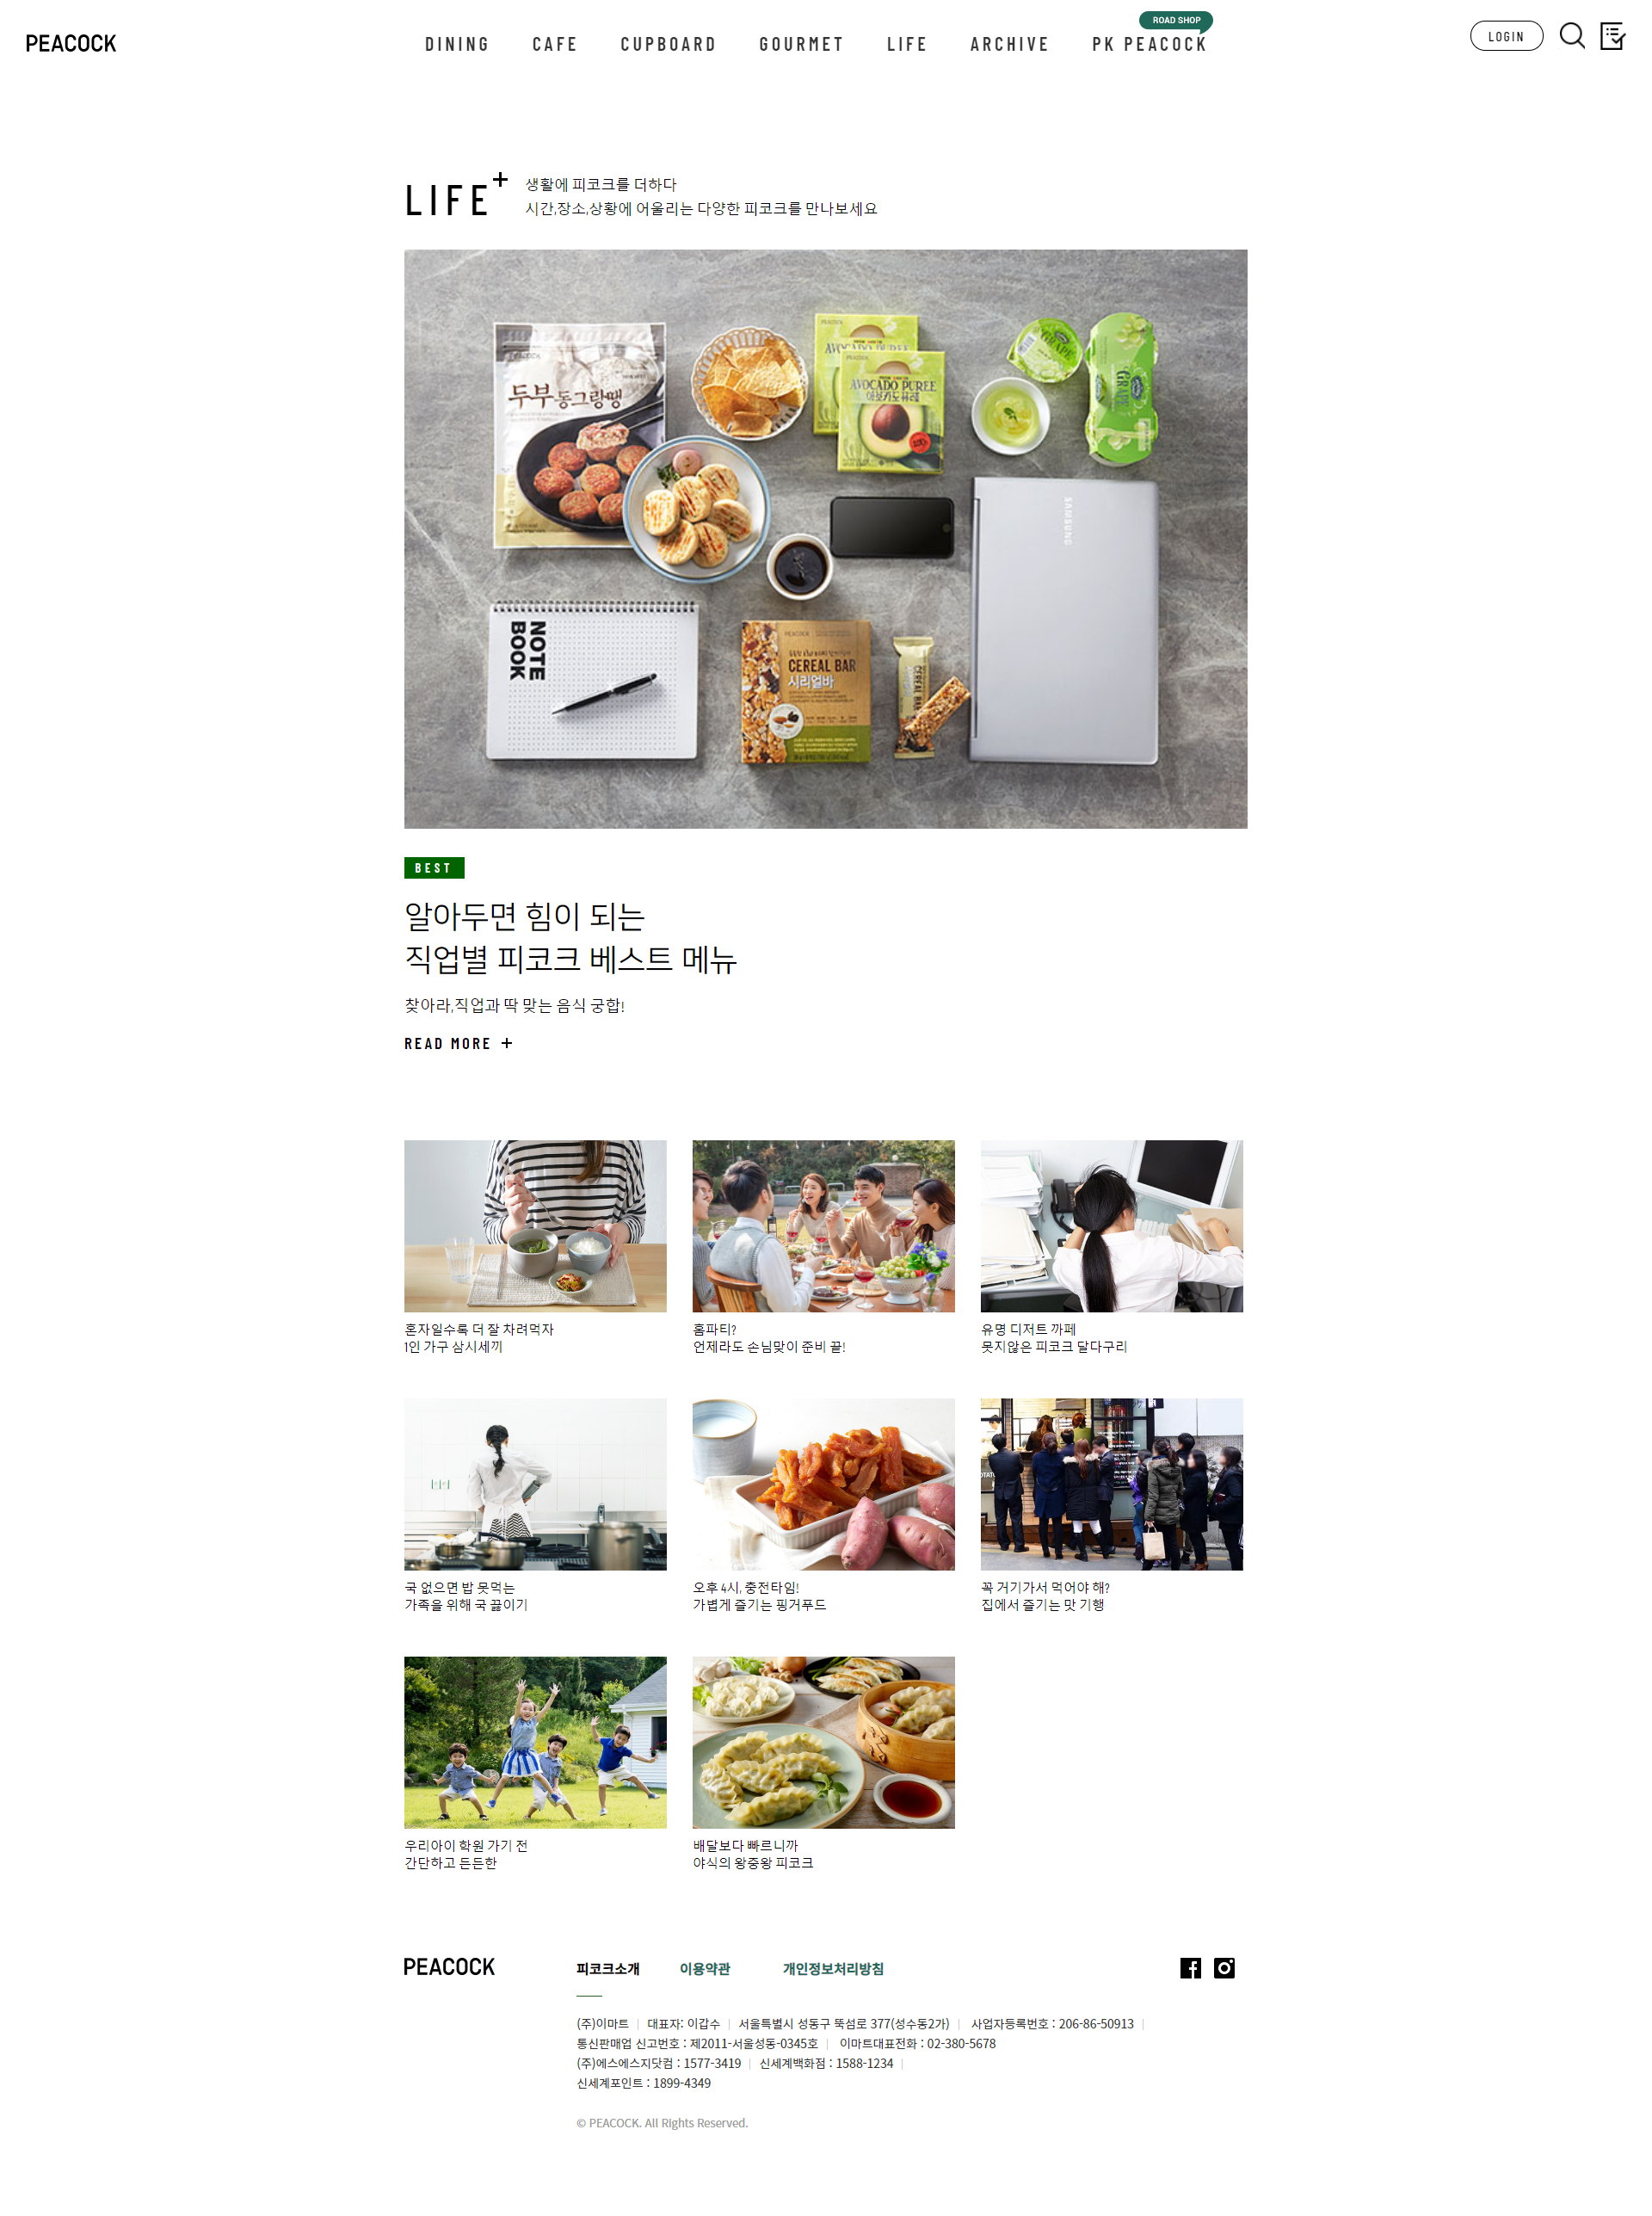 PEACOCK
DINING CAFE CUPBOARD GOURMET LIFE ARCHIVE PK PEACOCK
ROAD SHOP
LOGIN
LIFE+
생활에 피코크를 더하다
시간,장소,상황에 어울리는 다양한 피코크를 만나보세요
PEACOCK
두부동그랑땡
PEACOCK
AVOCADO PUREE
아보카도 퓨레
GRAPE
GRAPE
SAMSUNG
NOTE
BOOK
PEACOCK
CEREAL BAR
시리얼바
CEREAL BAR
BEST
알아두면 힘이 되는
직업별 피코크 베스트 메뉴
찾아라,직업과 딱 맞는 음식 궁합!
READ MORE +
혼자일수록 더 잘 차려먹자
1인 가구 삼시세끼
홈파티?
언제라도 손님맞이 준비 끝!
유명 디저트 까페
못지않은 피코크 달다구리
국 없으면 밥 못먹는
가족을 위해 국 끓이기
오후 4시, 충전타임!
가볍게 즐기는 핑거푸드
꼭 거기가서 먹어야 해?
집에서 즐기는 맛 기행
우리아이 학원 가기 전
간단하고 든든한
배달보다 빠르니까
야식의 왕중왕 피코크
PEACOCK
피코크소개 이용약관 개인정보처리방침
(주)이마트 | 대표자: 이갑수 | 서울특별시 성동구 뚝섬로 377(성수동2가) | 사업자등록번호 : 206-86-50913 |
통신판매업 신고번호 : 제2011-서울성동-0345호 | 이마트대표전화 : 02-380-5678
(주)에스에스지닷컴 : 1577-3419 | 신세계백화점 : 1588-1234 |
신세계포인트 : 1899-4349
© PEACOCK. All Rights Reserved.